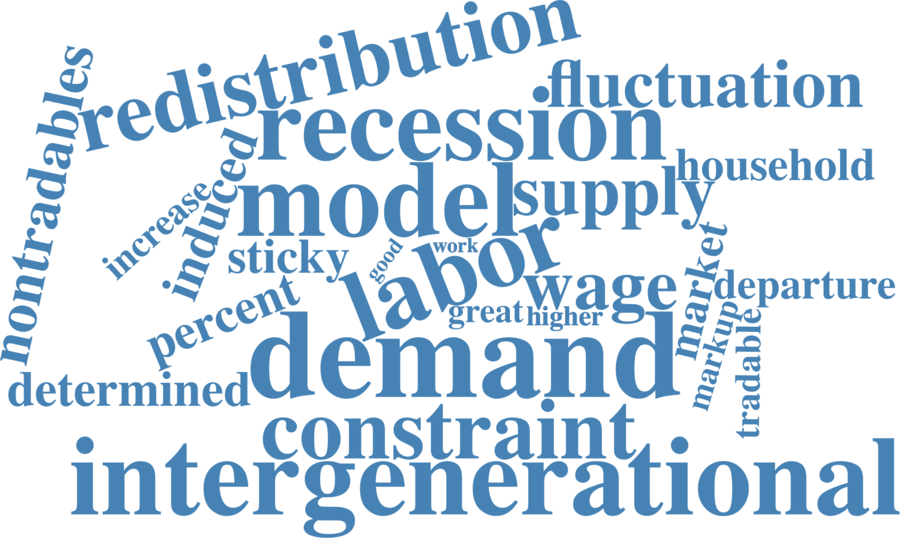 redistribution
nontradables
fluctuation
recession
household
induced
increase
model
supply
sticky
good
work
labor
wage
market
departure
percent
great
higher
markup
tradable
demand
determined
constraint
intergenerational